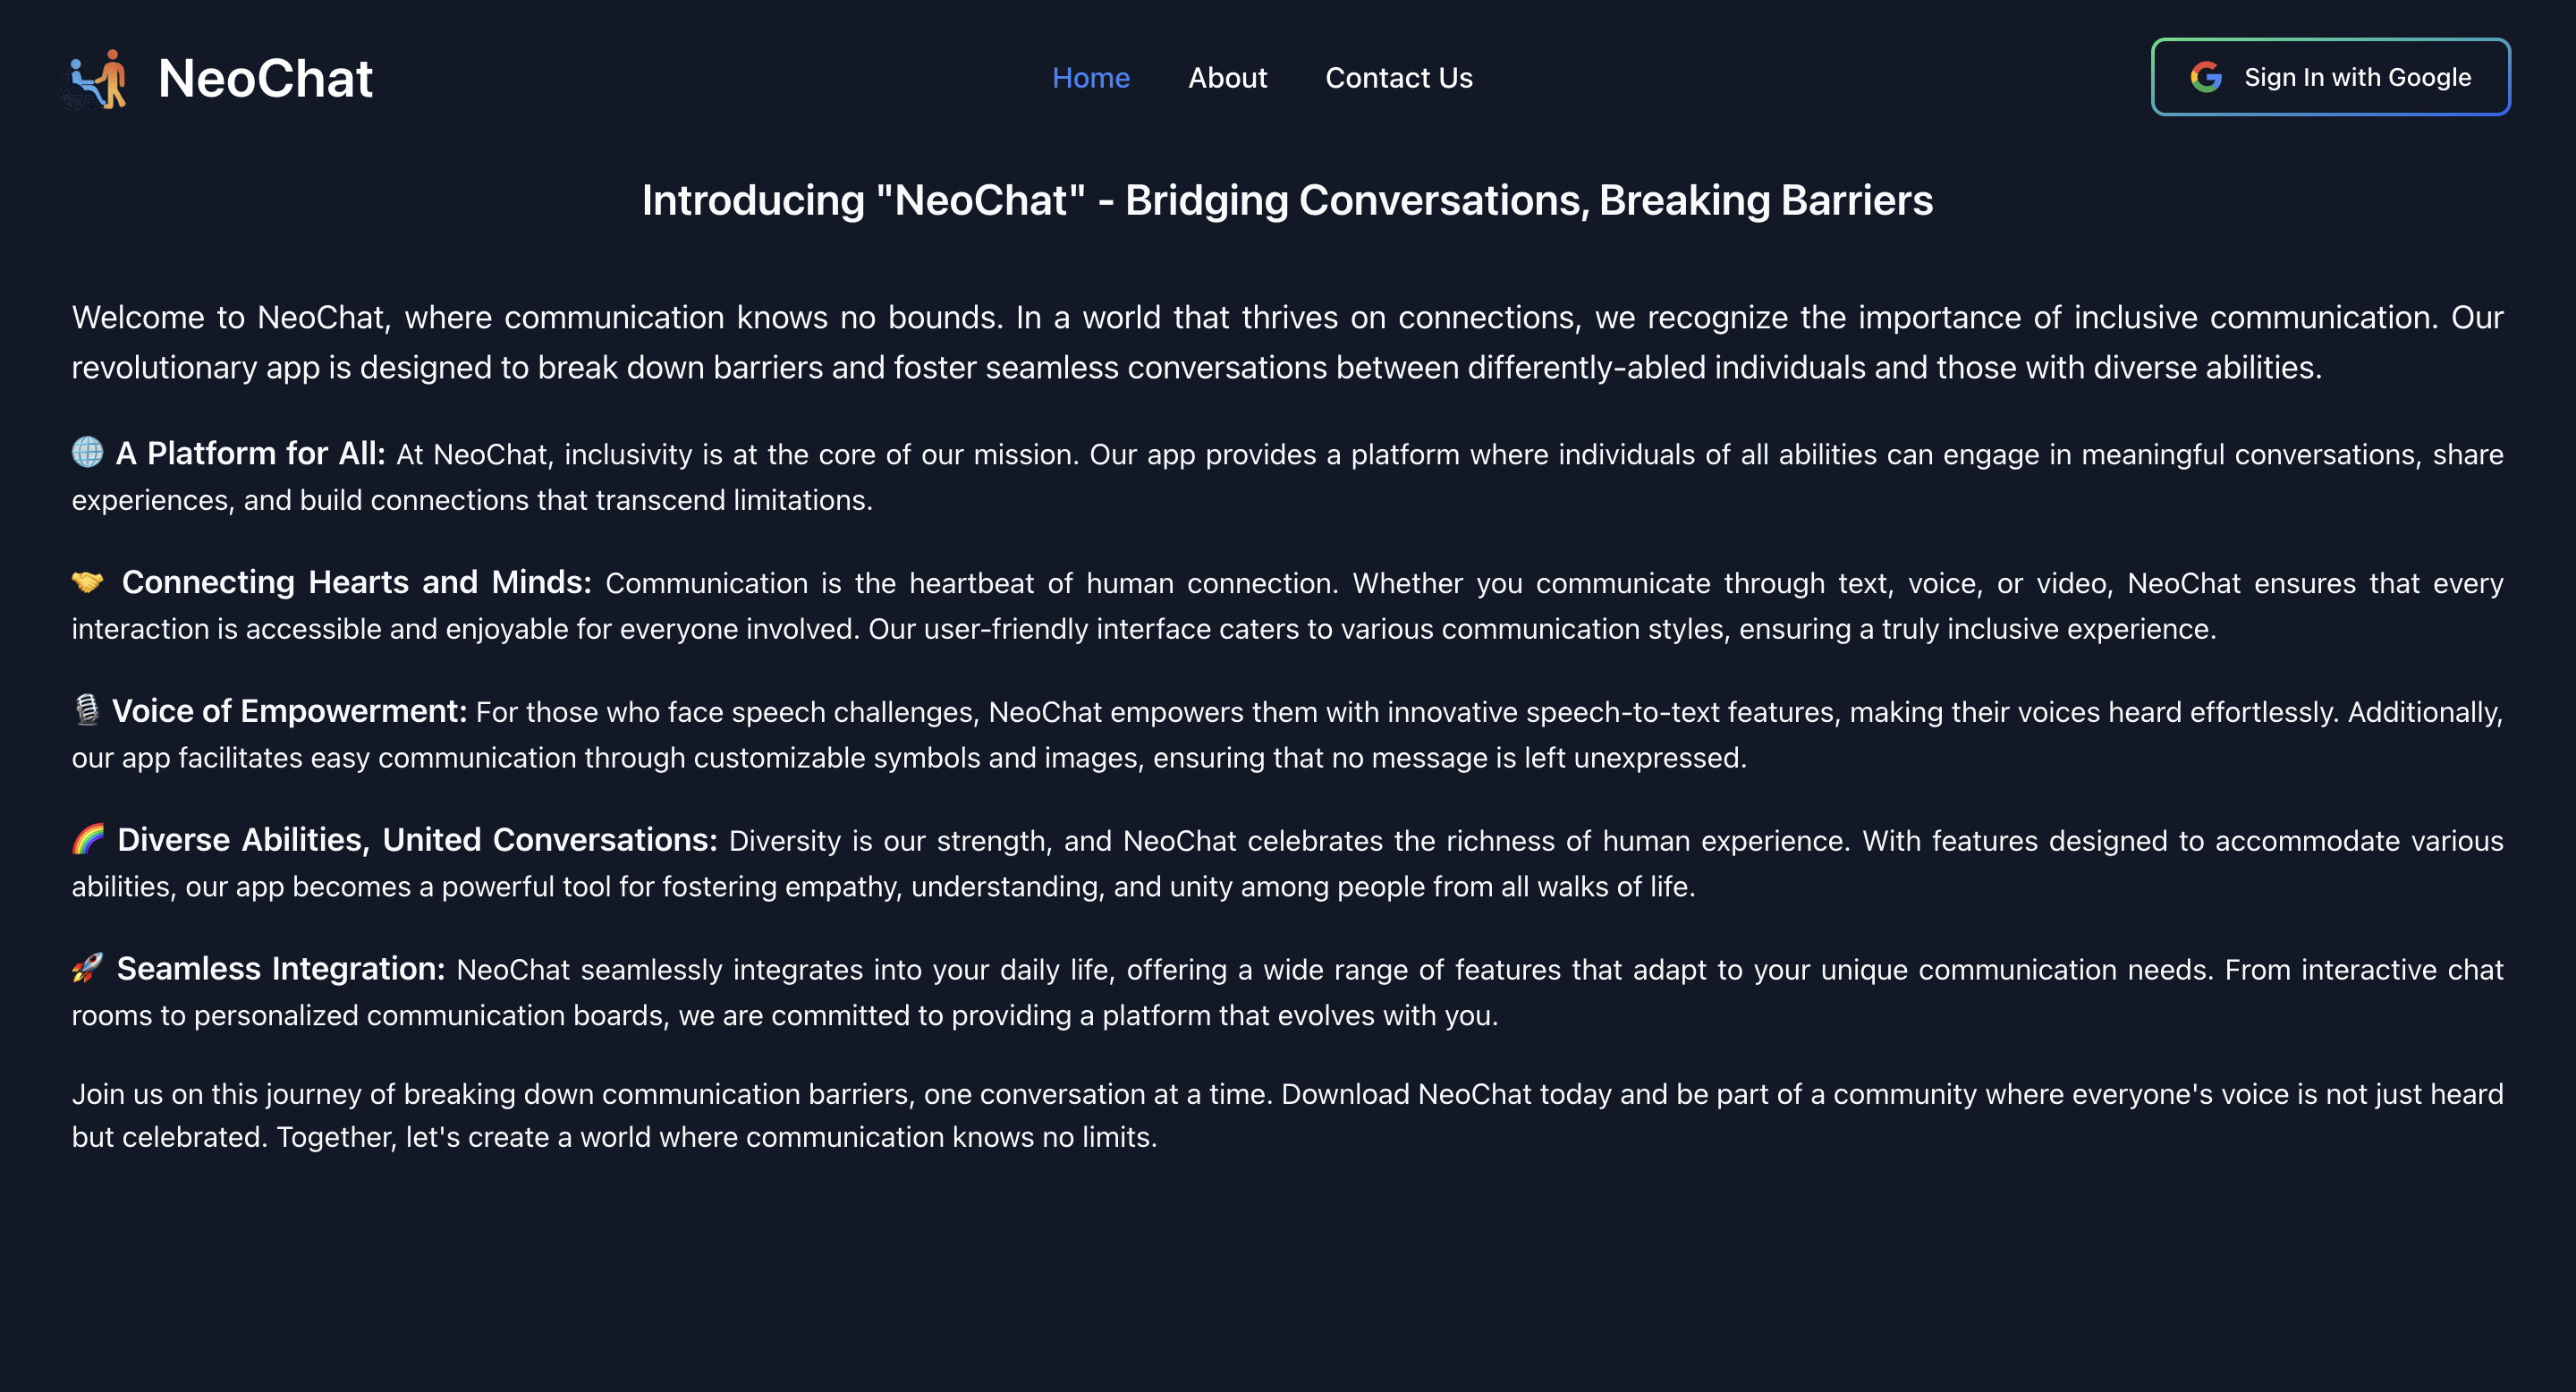 NeoChat
Home
About
Contact Us
Sign In with Google
Introducing "NeoChat" - Bridging Conversations, Breaking Barriers
Welcome to NeoChat, where communication knows no bounds. In a world that thrives on connections, we recognize the importance of inclusive communication. Our
revolutionary app is designed to break down barriers and foster seamless conversations between differently-abled individuals and those with diverse abilities.
🌐 A Platform for All: At NeoChat, inclusivity is at the core of our mission. Our app provides a platform where individuals of all abilities can engage in meaningful conversations, share
experiences, and build connections that transcend limitations.
🤝 Connecting Hearts and Minds: Communication is the heartbeat of human connection. Whether you communicate through text, voice, or video, NeoChat ensures that every
interaction is accessible and enjoyable for everyone involved. Our user-friendly interface caters to various communication styles, ensuring a truly inclusive experience.
🎙️ Voice of Empowerment: For those who face speech challenges, NeoChat empowers them with innovative speech-to-text features, making their voices heard effortlessly. Additionally,
our app facilitates easy communication through customizable symbols and images, ensuring that no message is left unexpressed.
🌈 Diverse Abilities, United Conversations: Diversity is our strength, and NeoChat celebrates the richness of human experience. With features designed to accommodate various
abilities, our app becomes a powerful tool for fostering empathy, understanding, and unity among people from all walks of life.
🚀 Seamless Integration: NeoChat seamlessly integrates into your daily life, offering a wide range of features that adapt to your unique communication needs. From interactive chat
rooms to personalized communication boards, we are committed to providing a platform that evolves with you.
Join us on this journey of breaking down communication barriers, one conversation at a time. Download NeoChat today and be part of a community where everyone's voice is not just heard
but celebrated. Together, let's create a world where communication knows no limits.